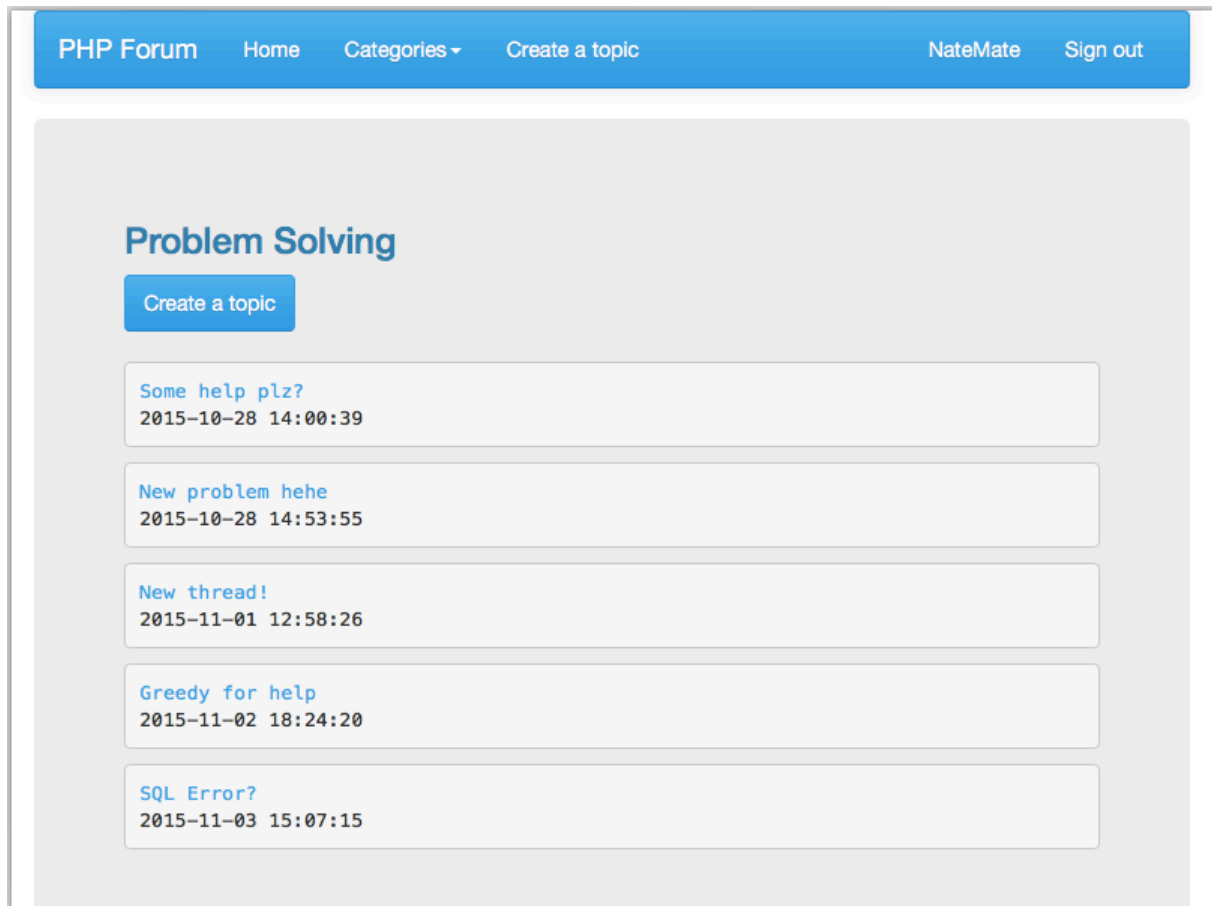 PHP Forum Home Categories Create a topic NateMate Sign out
Problem Solving
Create a topic
Some help plz?
2015-10-28 14:00:39
New problem hehe
2015-10-28 14:53:55
New thread!
2015-11-01 12:58:26
Greedy for help
2015-11-02 18:24:20
SQL Error?
2015-11-03 15:07:15